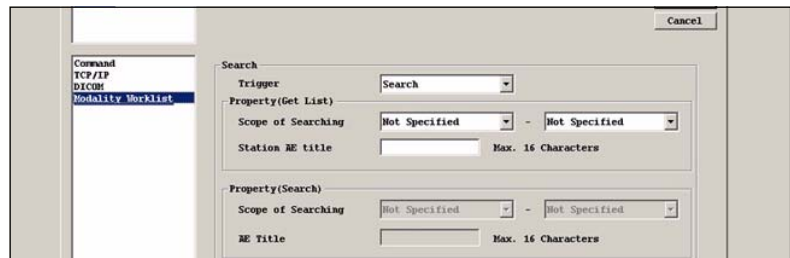 Cancel
Command
TCP/IP
DICOM
Modality Worklist
Search
Trigger Search
Property(Get List)
Scope of Searching Not Specified - Not Specified
Station AE title Max. 16 Characters
Property(Search)
Scope of Searching Not Specified - Not Specified
AE Title Max. 16 Characters